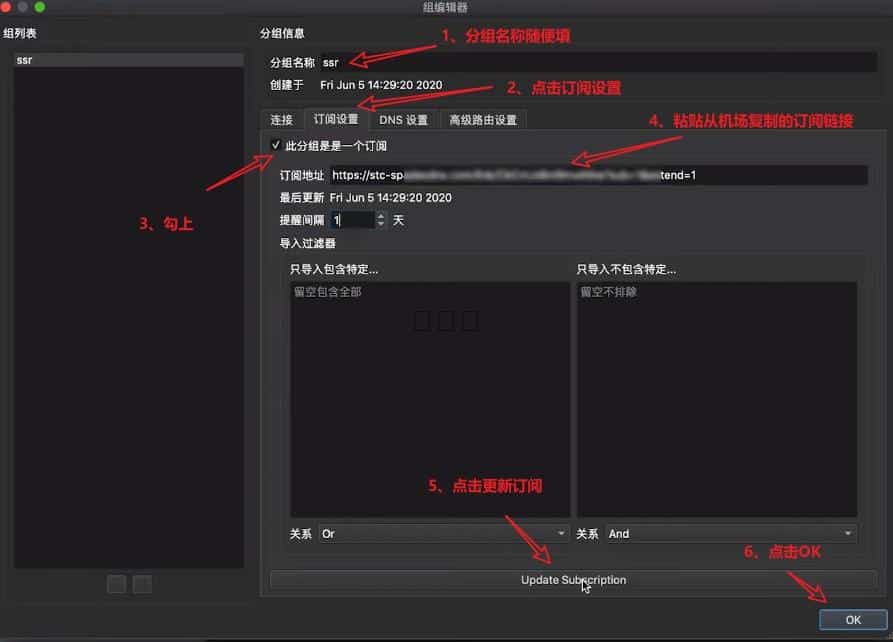 组编辑器
组列表
ssr
分组信息
1、分组名称随便填
分组名称 ssr
创建于 Fri Jun 5 14:29:20 2020
2、点击订阅设置
连接 订阅设置 DNS 设置 高级路由设置
4、粘贴从机场复制的订阅链接
此分组是是一个订阅
订阅地址 https://stc-sp tend=1
最后更新 Fri Jun 5 14:29:20 2020
3、勾上
提醒间隔 1 天
导入过滤器
只导入包含特定... 只导入不包含特定...
留空包含全部 留空不排除
5、点击更新订阅
关系 Or 关系 And
6、点击OK
Update Subscription
OK